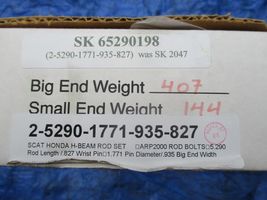 SK 65290198
(2-5290-1771-935-827) was SK 2047
Big End Weight 407
Small End Weight 144
2-5290-1771-935-827
SCAT HONDA H-BEAM ROD SET □ARP2000 ROD BOLTS□5.290
Rod Length /.827 Wrist Pin□1.771 Pin Diameter/.935 Big End Width